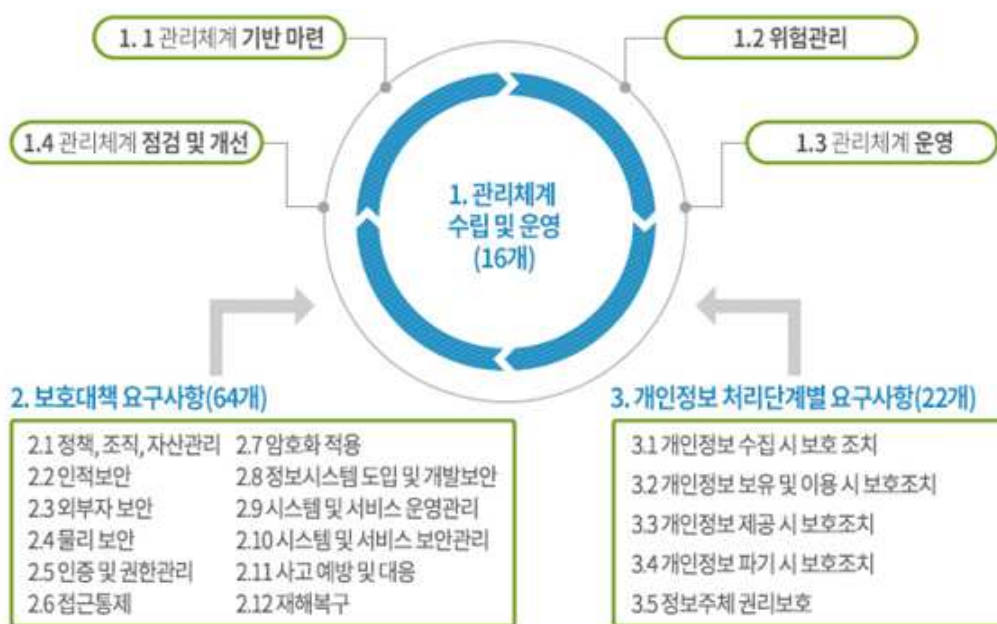 1. 1 관리체계 기반 마련
1.2 위험관리
1.4 관리체계 점검 및 개선
1.3 관리체계 운영
1. 관리체계
수립 및 운영
(16개)
2. 보호대책 요구사항(64개)
2.1 정책, 조직, 자산관리
2.2 인적보안
2.3 외부자 보안
2.4 물리 보안
2.5 인증 및 권한관리
2.6 접근통제
2.7 암호화 적용
2.8 정보시스템 도입 및 개발보안
2.9 시스템 및 서비스 운영관리
2.10 시스템 및 서비스 보안관리
2.11 사고 예방 및 대응
2.12 재해복구
3. 개인정보 처리단계별 요구사항(22개)
3.1 개인정보 수집 시 보호 조치
3.2 개인정보 보유 및 이용 시 보호조치
3.3 개인정보 제공 시 보호조치
3.4 개인정보 파기 시 보호조치
3.5 정보주체 권리보호